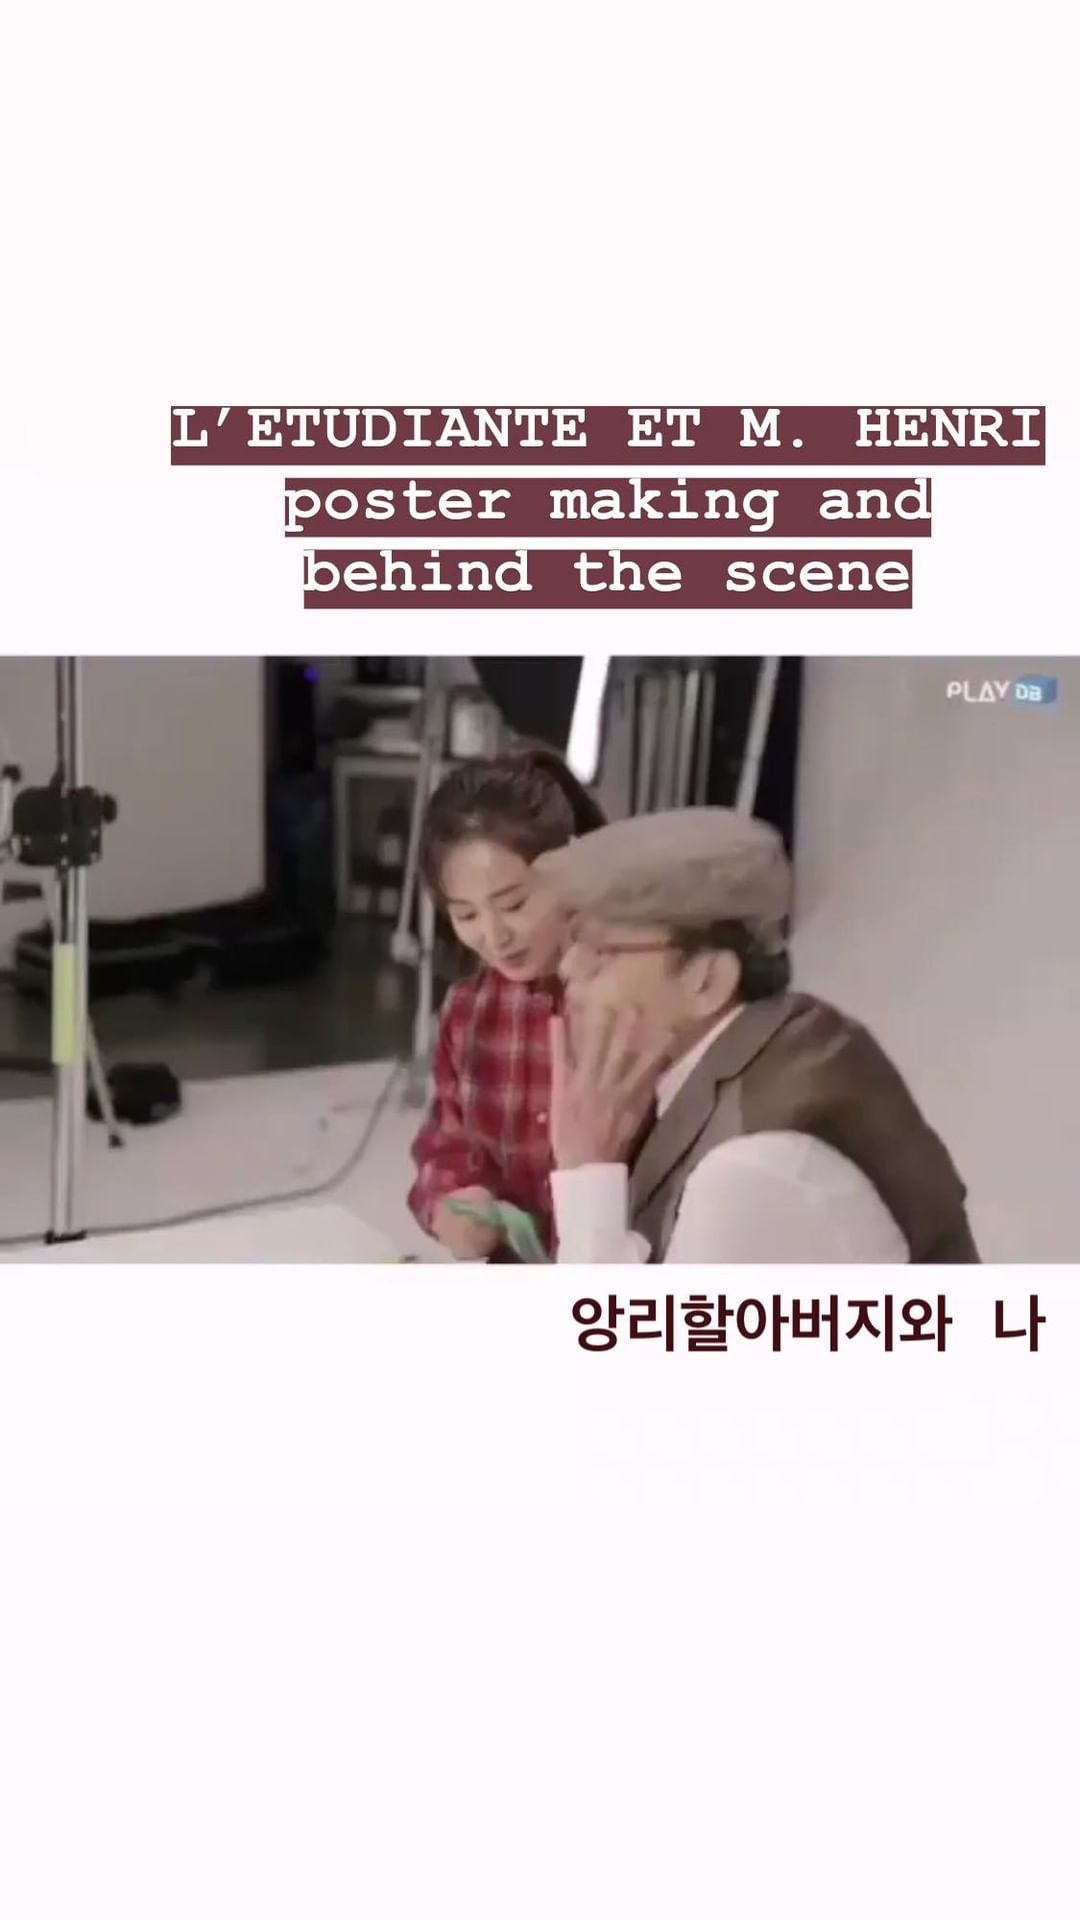 L’ETUDIANTE ET M. HENRI
poster making and
behind the scene
PLAY DB
앙리할아버지와 나